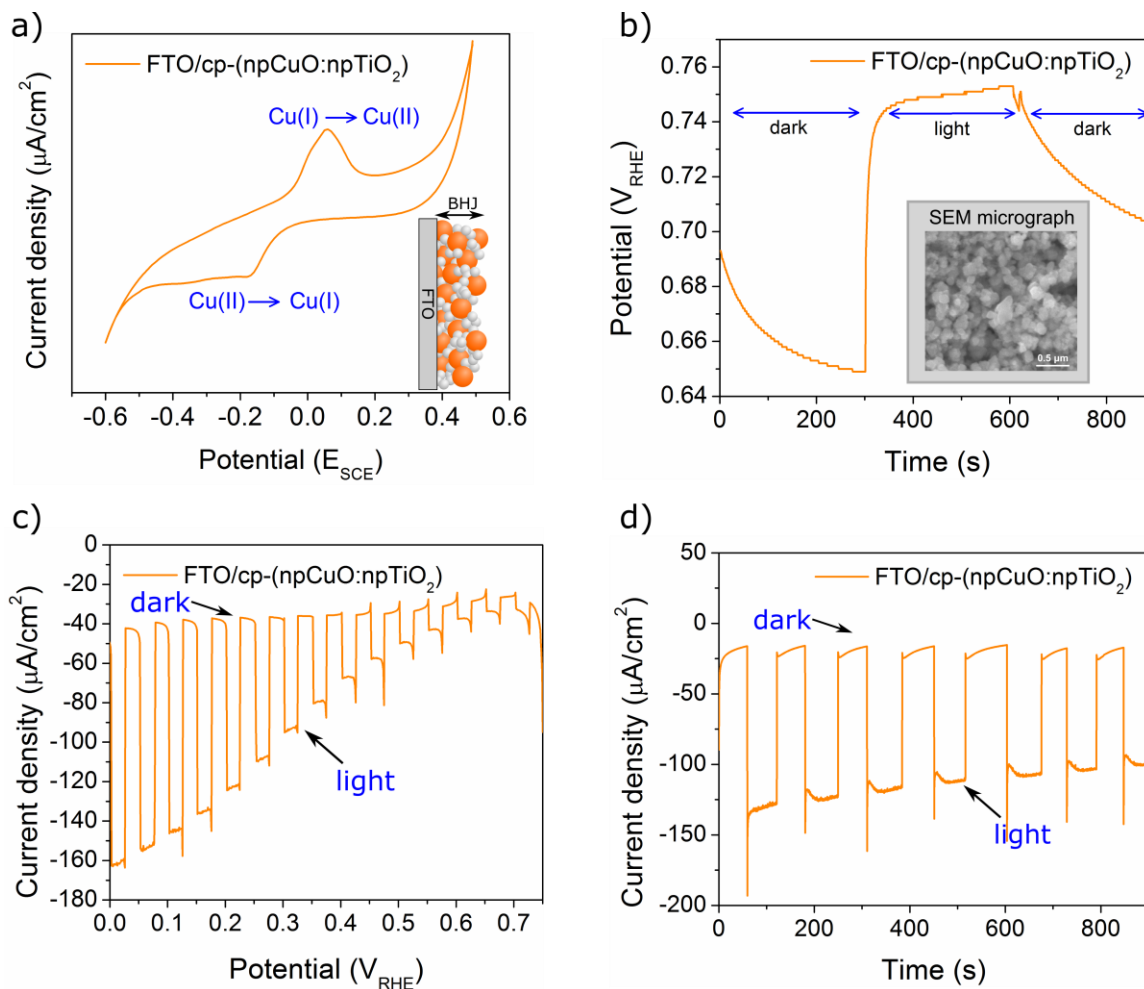 a)
FTO/cp-(npCuO:npTiO₂)
Cu(I) → Cu(II)
Cu(II) → Cu(I)
BHJ
FTO
Current density (µA/cm²)
-0.6 -0.4 -0.2 0.0 0.2 0.4 0.6
Potential (E_SCE)
b)
FTO/cp-(npCuO:npTiO₂)
dark
light
dark
SEM micrograph
0.5 µm
Potential (V_RHE)
0.76
0.74
0.72
0.70
0.68
0.66
0.64
0 200 400 600 800
Time (s)
c)
FTO/cp-(npCuO:npTiO₂)
dark
light
Current density (µA/cm²)
0
-20
-40
-60
-80
-100
-120
-140
-160
-180
0.0 0.1 0.2 0.3 0.4 0.5 0.6 0.7
Potential (V_RHE)
d)
FTO/cp-(npCuO:npTiO₂)
dark
light
Current density (µA/cm²)
50
0
-50
-100
-150
-200
0 200 400 600 800
Time (s)